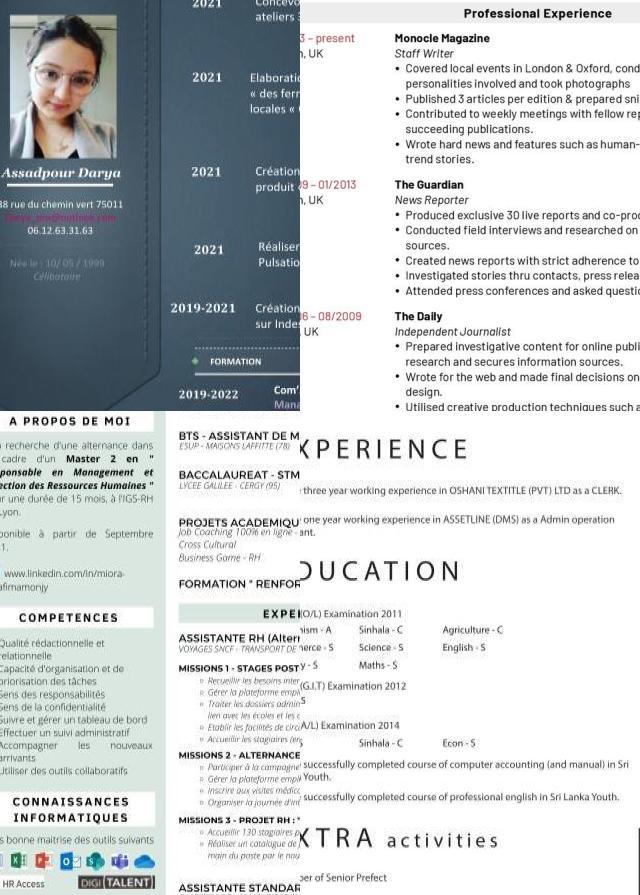 2021
Concevo
ateliers
2021
Elaborati
« des fer
locales «
Assadpour Darya
38 rue du chemin vert 75011
06.12.63.31.63
Née le : 10/ 05 / 1999
Célibataire
2021
Création
produit
2021
Réaliser
Pulsatio
2019-2021
Création
sur Inde
FORMATION
2019-2022
Com'
Mana
Professional Experience
3 – present
, UK
Monocle Magazine
Staff Writer
• Covered local events in London & Oxford, cond
personalities involved and took photographs
• Published 3 articles per edition & prepared sni
• Contributed to weekly meetings with fellow rep
succeeding publications.
• Wrote hard news and features such as human-
trend stories.
9 – 01/2013
, UK
The Guardian
News Reporter
• Produced exclusive 30 live reports and co-prod
• Conducted field interviews and researched on
sources.
• Created news reports with strict adherence to
• Investigated stories thru contacts, press relea
• Attended press conferences and asked questio
6 – 08/2009
UK
The Daily
Independent Journalist
• Prepared investigative content for online publi
research and secures information sources.
• Wrote for the web and made final decisions on
design.
• Utilised creative production techniques such a
A PROPOS DE MOI
recherche d'une alternance dans
cadre d'un Master 2 en "
ponsable en Management et
ection des Ressources Humaines "
ur une durée de 15 mois, à l'IGS-RH
Lyon.
ponible à partir de Septembre
1.
www.linkedin.com/in/miora-
afimamonjy
COMPETENCES
Qualité rédactionnelle et
relationnelle
Capacité d'organisation et de
priorisation des tâches
Sens des responsabilités
Sens de la confidentialité
Suivre et gérer un tableau de bord
Effectuer un suivi administratif
Accompagner les nouveaux
arrivants
Utiliser des outils collaboratifs
CONNAISSANCES
INFORMATIQUES
s bonne maitrise des outils suivants
HR Access
DIGITALENT
BTS - ASSISTANT DE M
ESUP - MAISONS LAFFITTE (78)
BACCALAUREAT - STM
LYCEE GALILEE - CERGY (95)
PROJETS ACADEMIQU
Job Coaching 100% en ligne -
Cross Cultural
Business Game - RH
FORMATION " RENFOR
EXPE
ASSISTANTE RH (Alter
VOYAGES SNCF - TRANSPORT DE
MISSIONS 1 - STAGES POST
Recueillir les besoins inter
Gérer la plateforme empl
Traiter les dossiers admin
lien avec les écoles et les c
Etablir les facilités de circ
Accueillir les stagiaires (e
MISSIONS 2 - ALTERNANCE
Participer à la campagne
Gérer la plateforme empl
Inscrire aux visites médic
Organiser la journée d'in
MISSIONS 3 - PROJET RH : "
Accueillir 130 stagiaires p
Réaliser un catalogue de
main du poste par le nou
ASSISTANTE STANDAR
XPERIENCE
three year working experience in OSHANI TEXTITLE (PVT) LTD as a CLERK.
one year working experience in ASSETLINE (DMS) as a Admin operation
ant.
DUCATION
(O/L) Examination 2011
ism - A Sinhala - C Agriculture - C
merce - S Science - S English - S
y - S Maths - S
(G.I.T) Examination 2012
S
A/L) Examination 2014
Sinhala - C Econ - S
successfully completed course of computer accounting (and manual) in Sri
Youth.
successfully completed course of professional english in Sri Lanka Youth.
XTRA activities
er of Senior Prefect